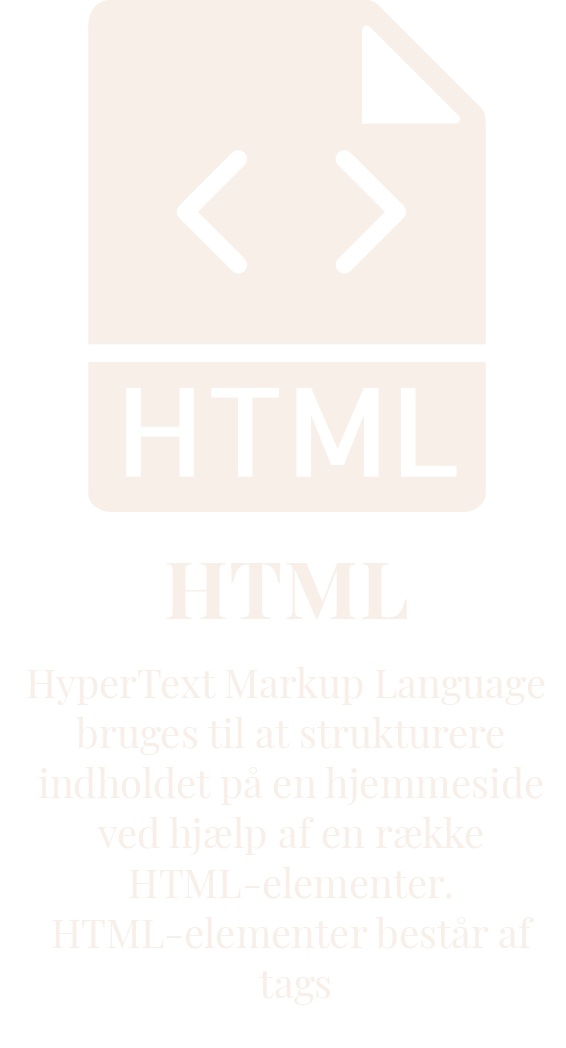 HTML
HTML
HyperText Markup Language
bruges til at strukturere
indholdet på en hjemmeside
ved hjælp af en række
HTML-elementer.
HTML-elementer består af
tags